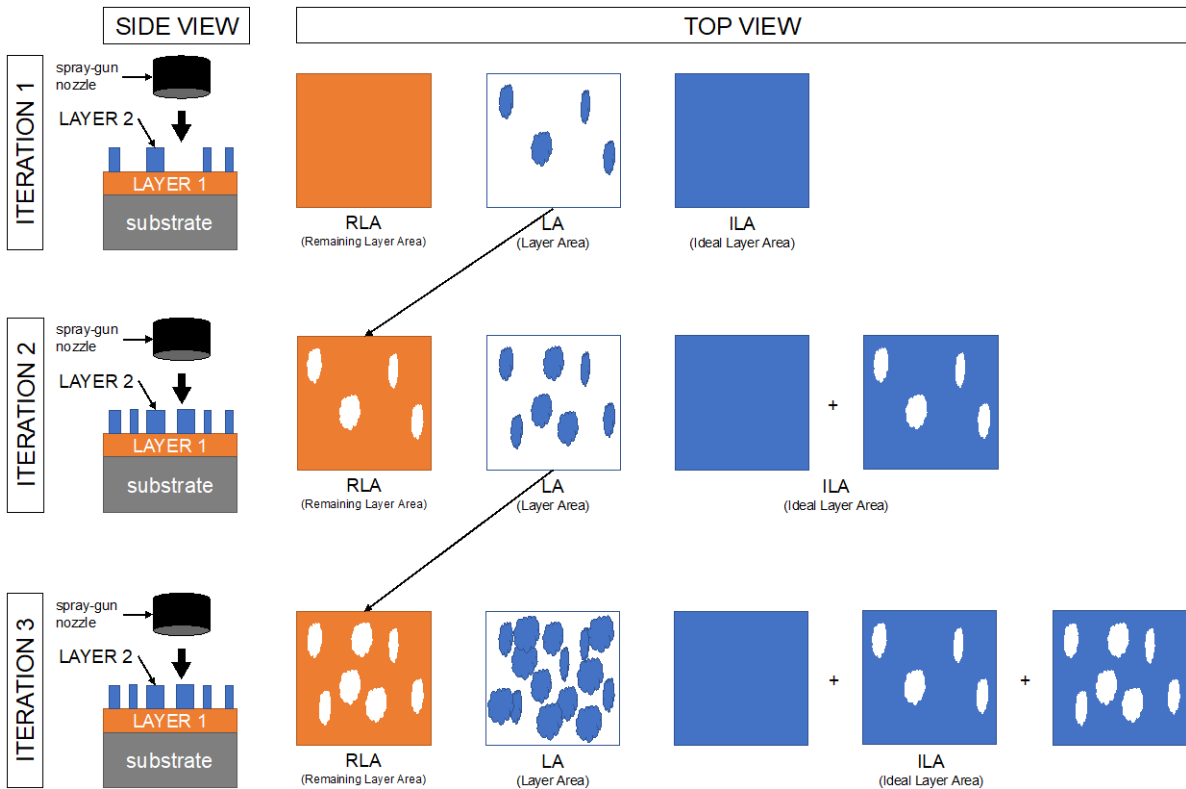 SIDE VIEW
TOP VIEW
ITERATION 1
spray-gun
nozzle
LAYER 2
LAYER 1
substrate
RLA
(Remaining Layer Area)
LA
(Layer Area)
ILA
(Ideal Layer Area)
ITERATION 2
spray-gun
nozzle
LAYER 2
LAYER 1
substrate
RLA
(Remaining Layer Area)
LA
(Layer Area)
+
ILA
(Ideal Layer Area)
ITERATION 3
spray-gun
nozzle
LAYER 2
LAYER 1
substrate
RLA
(Remaining Layer Area)
LA
(Layer Area)
+
+
ILA
(Ideal Layer Area)